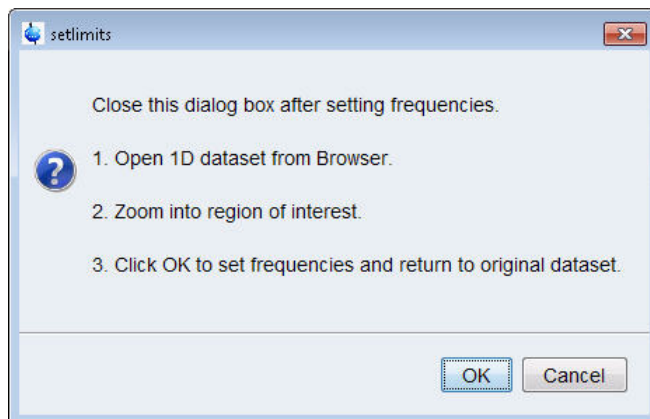 setlimits
Close this dialog box after setting frequencies.
1. Open 1D dataset from Browser.
2. Zoom into region of interest.
3. Click OK to set frequencies and return to original dataset.
OK Cancel